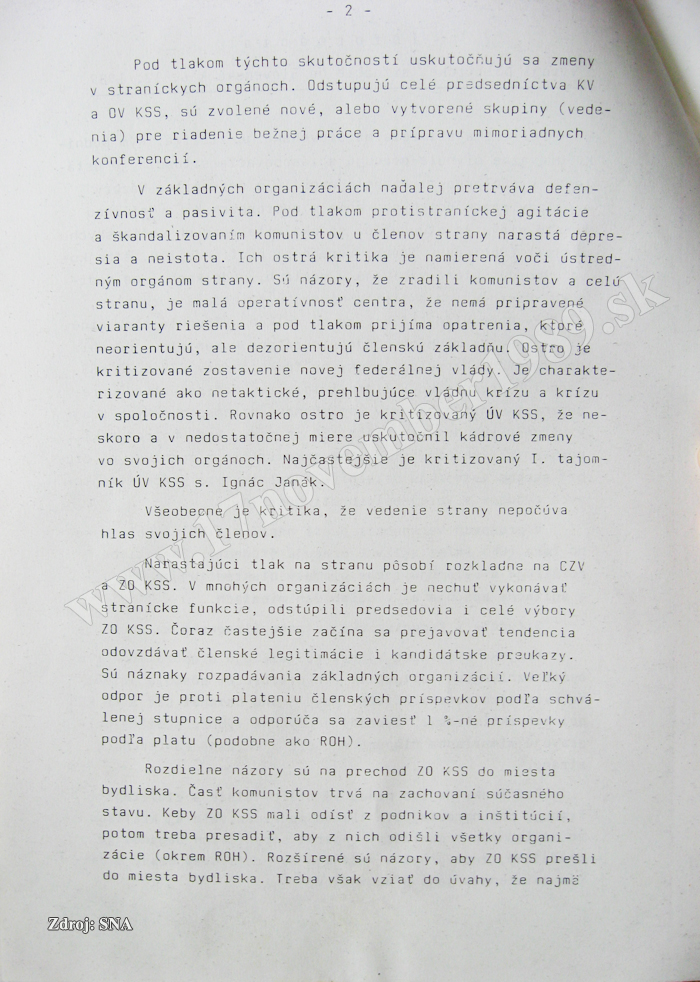 - 2 -
Pod tlakom týchto skutočností uskutočňujú sa zmeny
v straníckych orgánoch. Odstupujú celé predsedníctva KV
a OV KSS, sú zvolené nové, alebo vytvorené skupiny (vede-
nia) pre riadenie bežnej práce a prípravu mimoriadnych
konferencií.
V základných organizáciách naďalej pretrváva defen-
zívnosť a pasivita. Pod tlakom protistraníckej agitácie
a škandalizovaním komunistov u členov strany narastá depre-
sia a neistota. Ich ostrá kritika je namierená voči ústred-
ným orgánom strany. Sú názory, že zradili komunistov a celú
stranu, je malá operatívnosť centra, že nemá pripravené
viaranty riešenia a pod tlakom prijíma opatrenia, ktoré
neorientujú, ale dezorientujú členskú základňu. Ostro je
kritizované zostavenie novej federálnej vlády. Je charakte-
rizované ako netaktické, prehlbujúce vládnu krízu a krízu
v spoločnosti. Rovnako ostro je kritizovaný ÚV KSS, že ne-
skoro a v nedostatočnej miere uskutočnil kádrové zmeny
vo svojich orgánoch. Najčastejšie je kritizovaný I. tajom-
ník ÚV KSS s. Ignác Janák.
Všeobecne je kritika, že vedenie strany nepočúva
hlas svojich členov.
Narastajúci tlak na stranu pôsobí rozkladne na CZV
a ZO KSS. V mnohých organizáciách je nechuť vykonávať
stranícke funkcie, odstúpili predsedovia i celé výbory
ZO KSS. Čoraz častejšie začína sa prejavovať tendencia
odovzdávať členské legitimácie i kandidátske preukazy.
Sú náznaky rozpadávania základných organizácií. Veľký
odpor je proti plateniu členských príspevkov podľa schvá-
lenej stupnice a odporúča sa zaviesť 1 %-né príspevky
podľa platu (podobne ako ROH).
Rozdielne názory sú na prechod ZO KSS do miesta
bydliska. Časť komunistov trvá na zachovaní súčasného
stavu. Keby ZO KSS mali odísť z podnikov a inštitúcií,
potom treba presadiť, aby z nich odišli všetky organi-
zácie (okrem ROH). Rozšírené sú názory, aby ZO KSS prešli
do miesta bydliska. Treba však vziať do úvahy, že najmä
www.17november1989.sk
Zdroj: SNA